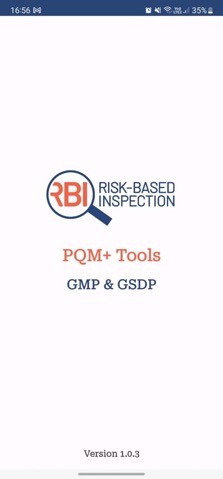 16:56
35%
RBI RISK-BASED
INSPECTION
PQM+ Tools
GMP & GSDP
Version 1.0.3